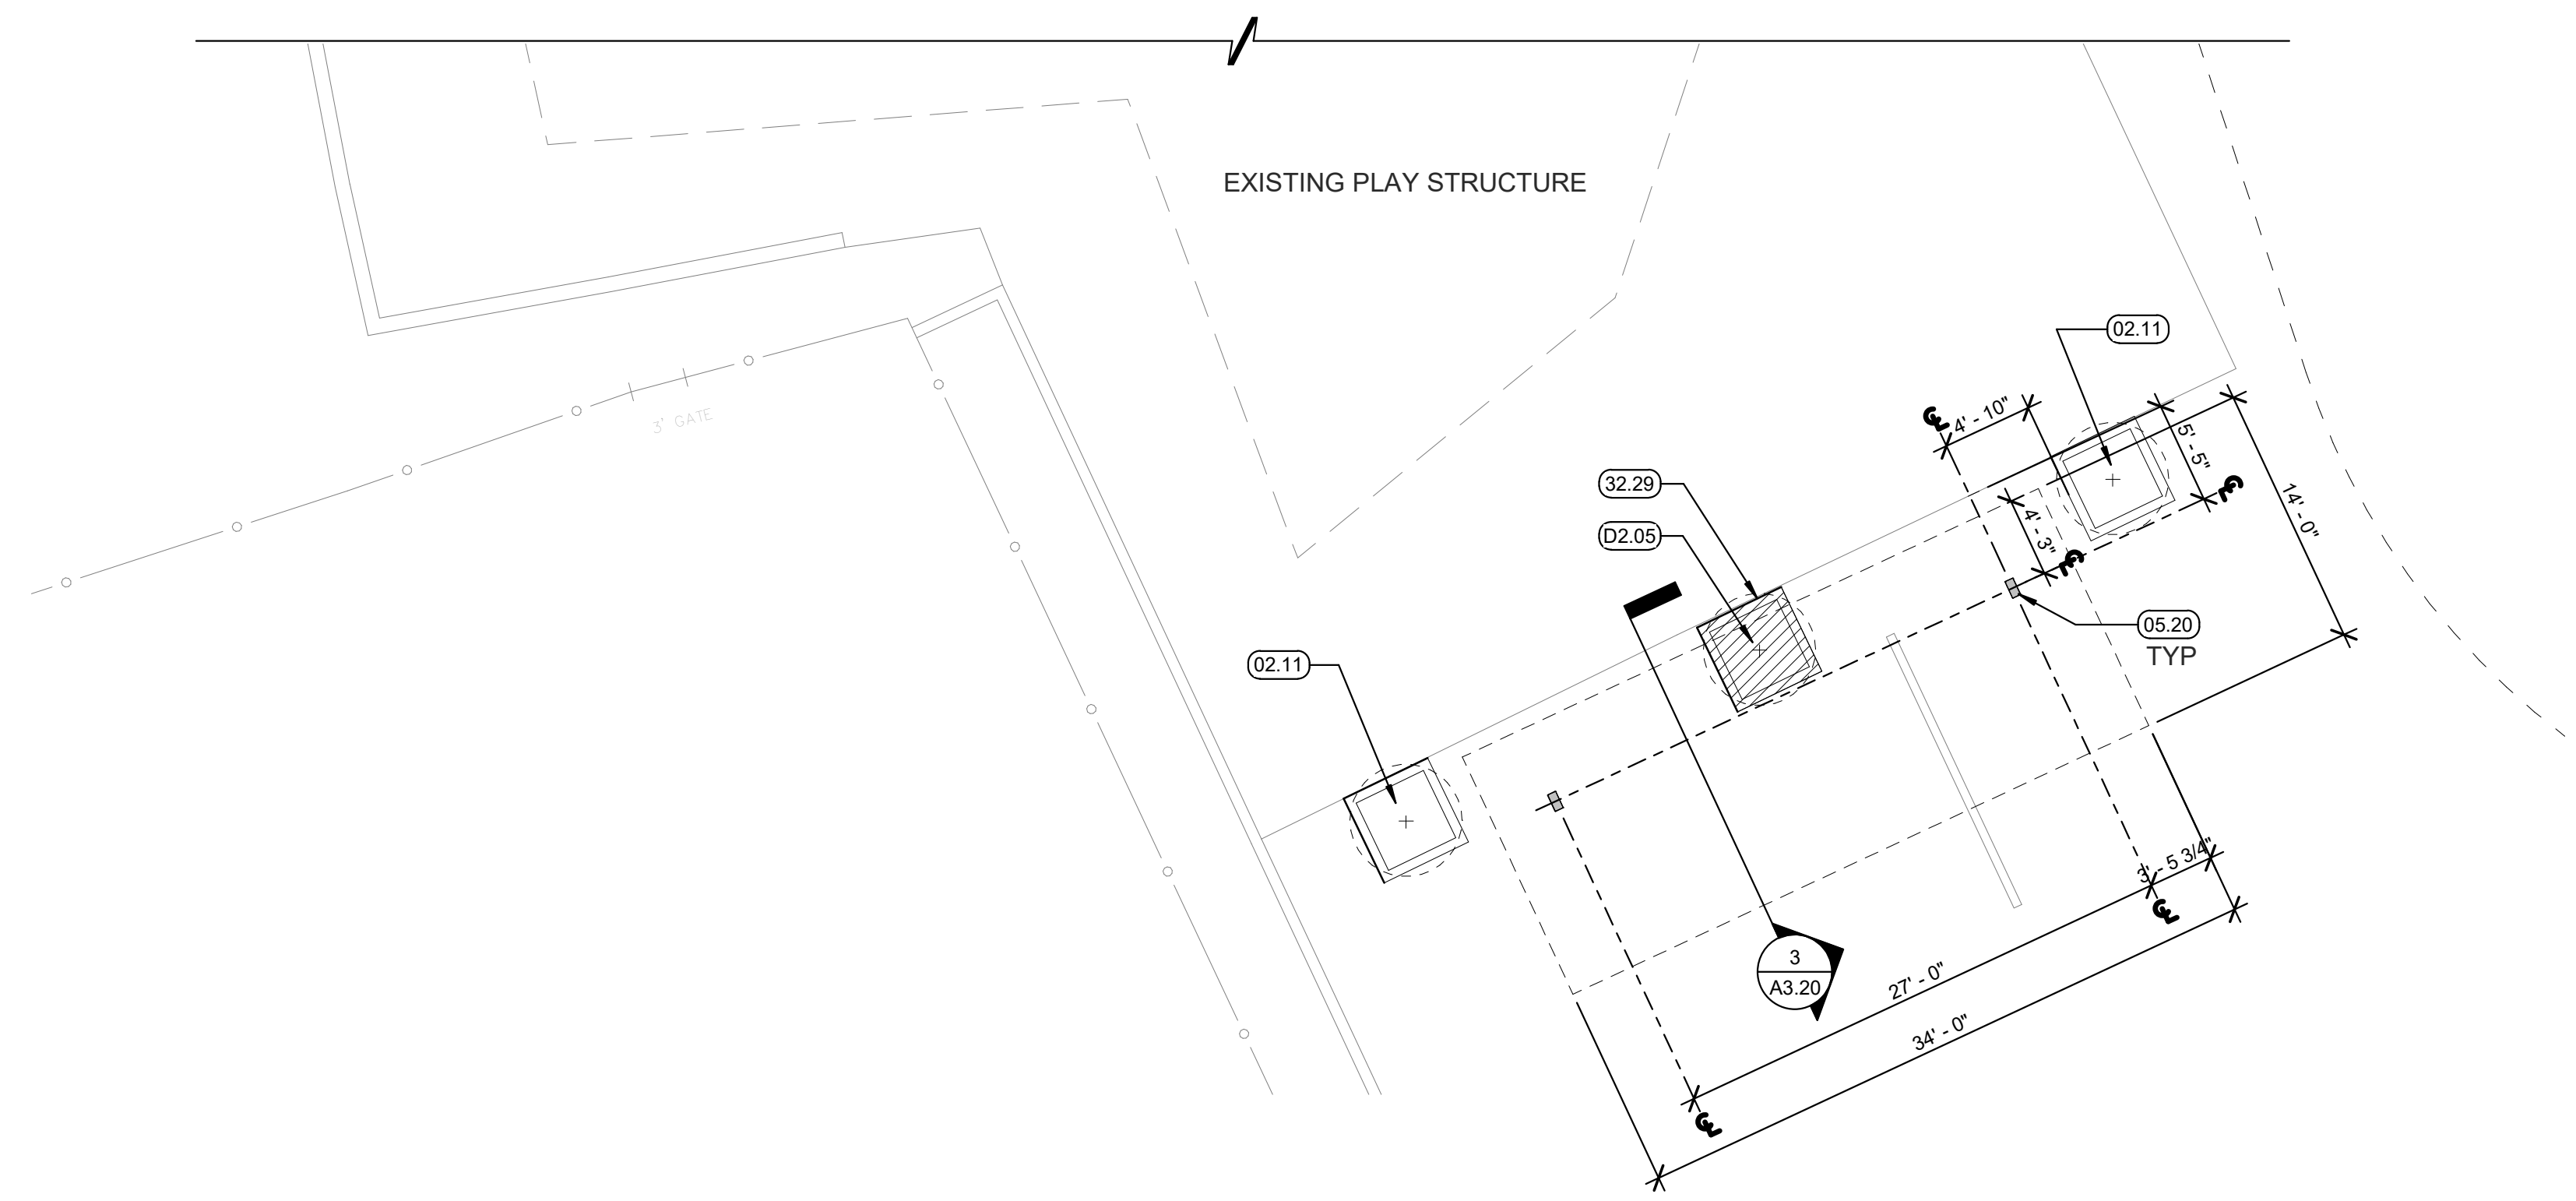 EXISTING PLAY STRUCTURE
02.11
3' GATE
4' - 10"
5' - 5"
32.29
14' - 0"
4' - 3"
D2.05
05.20
TYP
02.11
3' - 5 3/4"
3
A3.20
27' - 0"
34' - 0"